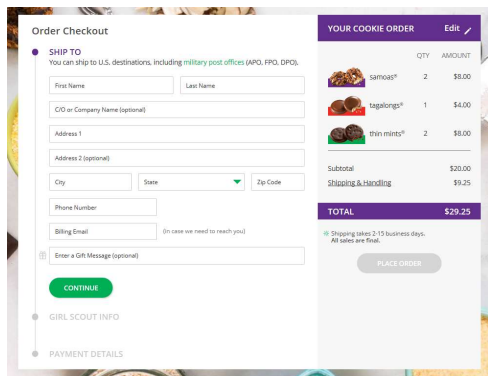 Order Checkout
SHIP TO
You can ship to U.S. destinations, including military post offices (APO, FPO, DPO).
First Name
Last Name
C/O or Company Name (optional)
Address 1
Address 2 (optional)
City
State
Zip Code
Phone Number
Billing Email
(in case we need to reach you)
Enter a Gift Message (optional)
CONTINUE
GIRL SCOUT INFO
PAYMENT DETAILS
YOUR COOKIE ORDER Edit
QTY AMOUNT
samoas® 2 $8.00
tagalongs® 1 $4.00
thin mints® 2 $8.00
Subtotal $20.00
Shipping & Handling $9.25
TOTAL $29.25
Shipping takes 2-15 business days.
All sales are final.
PLACE ORDER